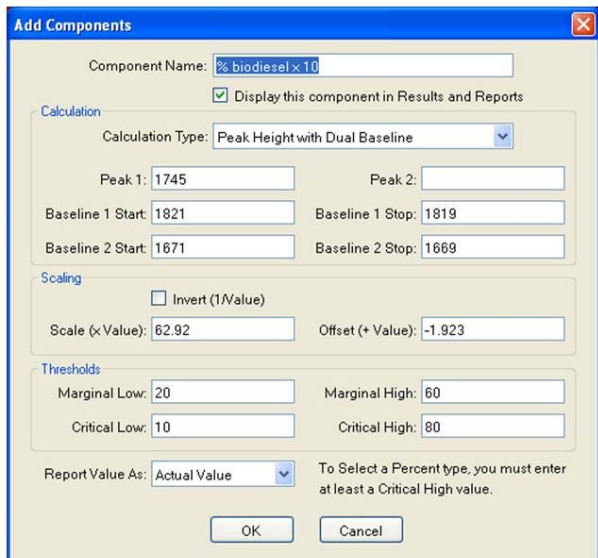 Add Components
Component Name: % biodiesel x 10
Display this component in Results and Reports
Calculation
Calculation Type: Peak Height with Dual Baseline
Peak 1: 1745 Peak 2:
Baseline 1 Start: 1821 Baseline 1 Stop: 1819
Baseline 2 Start: 1671 Baseline 2 Stop: 1669
Scaling
Invert (1/Value)
Scale (x Value): 62.92 Offset (+ Value): -1.923
Thresholds
Marginal Low: 20 Marginal High: 60
Critical Low: 10 Critical High: 80
Report Value As: Actual Value To Select a Percent type, you must enter
at least a Critical High value.
OK Cancel